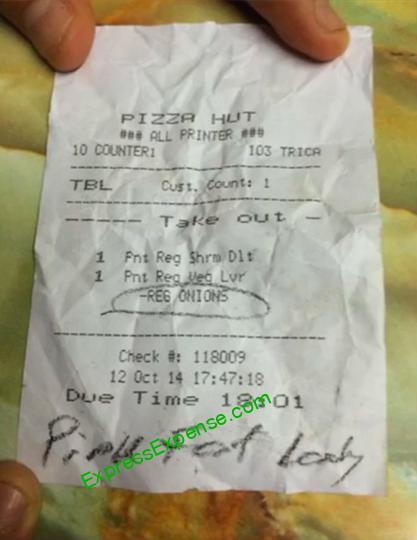 PIZZA HUT
### ALL PRINTER ###
10 COUNTER1 103 TRICA
TBL Cust. Count: 1
----- Take out -
1 Pnt Reg Shrm Dlt
1 Pnt Reg Veg Lvr
-REG ONIONS
Check #: 118009
12 Oct 14 17:47:18
Due Time 18:01
Pink Fat Lady
ExpressExpense.com